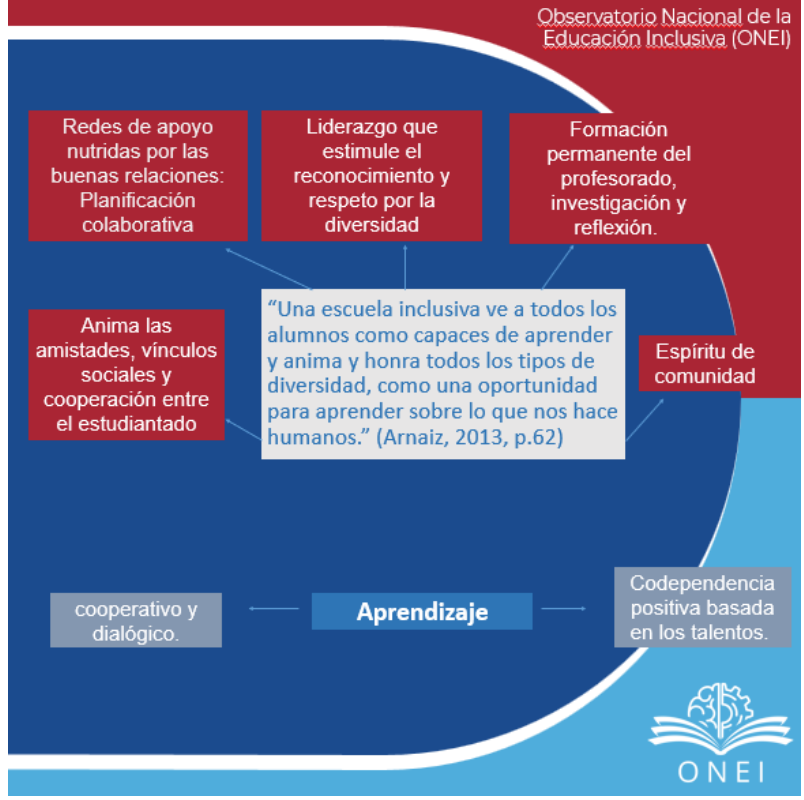 Observatorio Nacional de la
Educación Inclusiva (ONEI)
Redes de apoyo
nutridas por las
buenas relaciones:
Planificación
colaborativa
Liderazgo que
estimule el
reconocimiento y
respeto por la
diversidad
Formación
permanente del
profesorado,
investigación y
reflexión.
Anima las
amistades, vínculos
sociales y
cooperación entre
el estudiantado
“Una escuela inclusiva ve a todos los
alumnos como capaces de aprender
y anima y honra todos los tipos de
diversidad, como una oportunidad
para aprender sobre lo que nos hace
humanos.” (Arnaiz, 2013, p.62)
Espíritu de
comunidad
cooperativo y
dialógico.
Aprendizaje
Codependencia
positiva basada
en los talentos.
ONEI